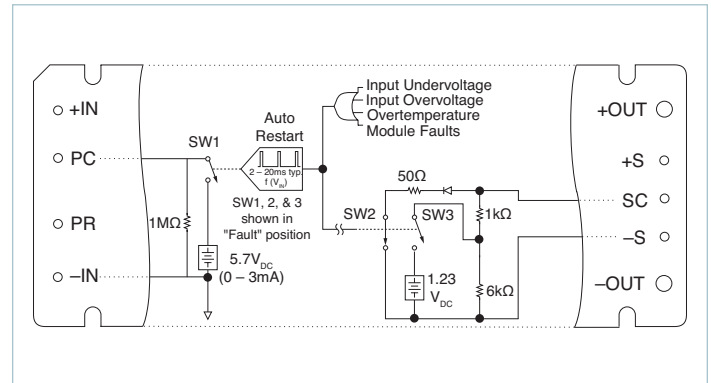 +IN
PC
PR
–IN
SW1
1MΩ
5.7V DC
(0 – 3mA)
Auto
Restart
2 – 20ms typ.
f (V IN)
SW1, 2, & 3
shown in
"Fault" position
Input Undervoltage
Input Overvoltage
Overtemperature
Module Faults
50Ω
SW2
SW3
1kΩ
1.23
V DC
6kΩ
+OUT
+S
SC
–S
–OUT